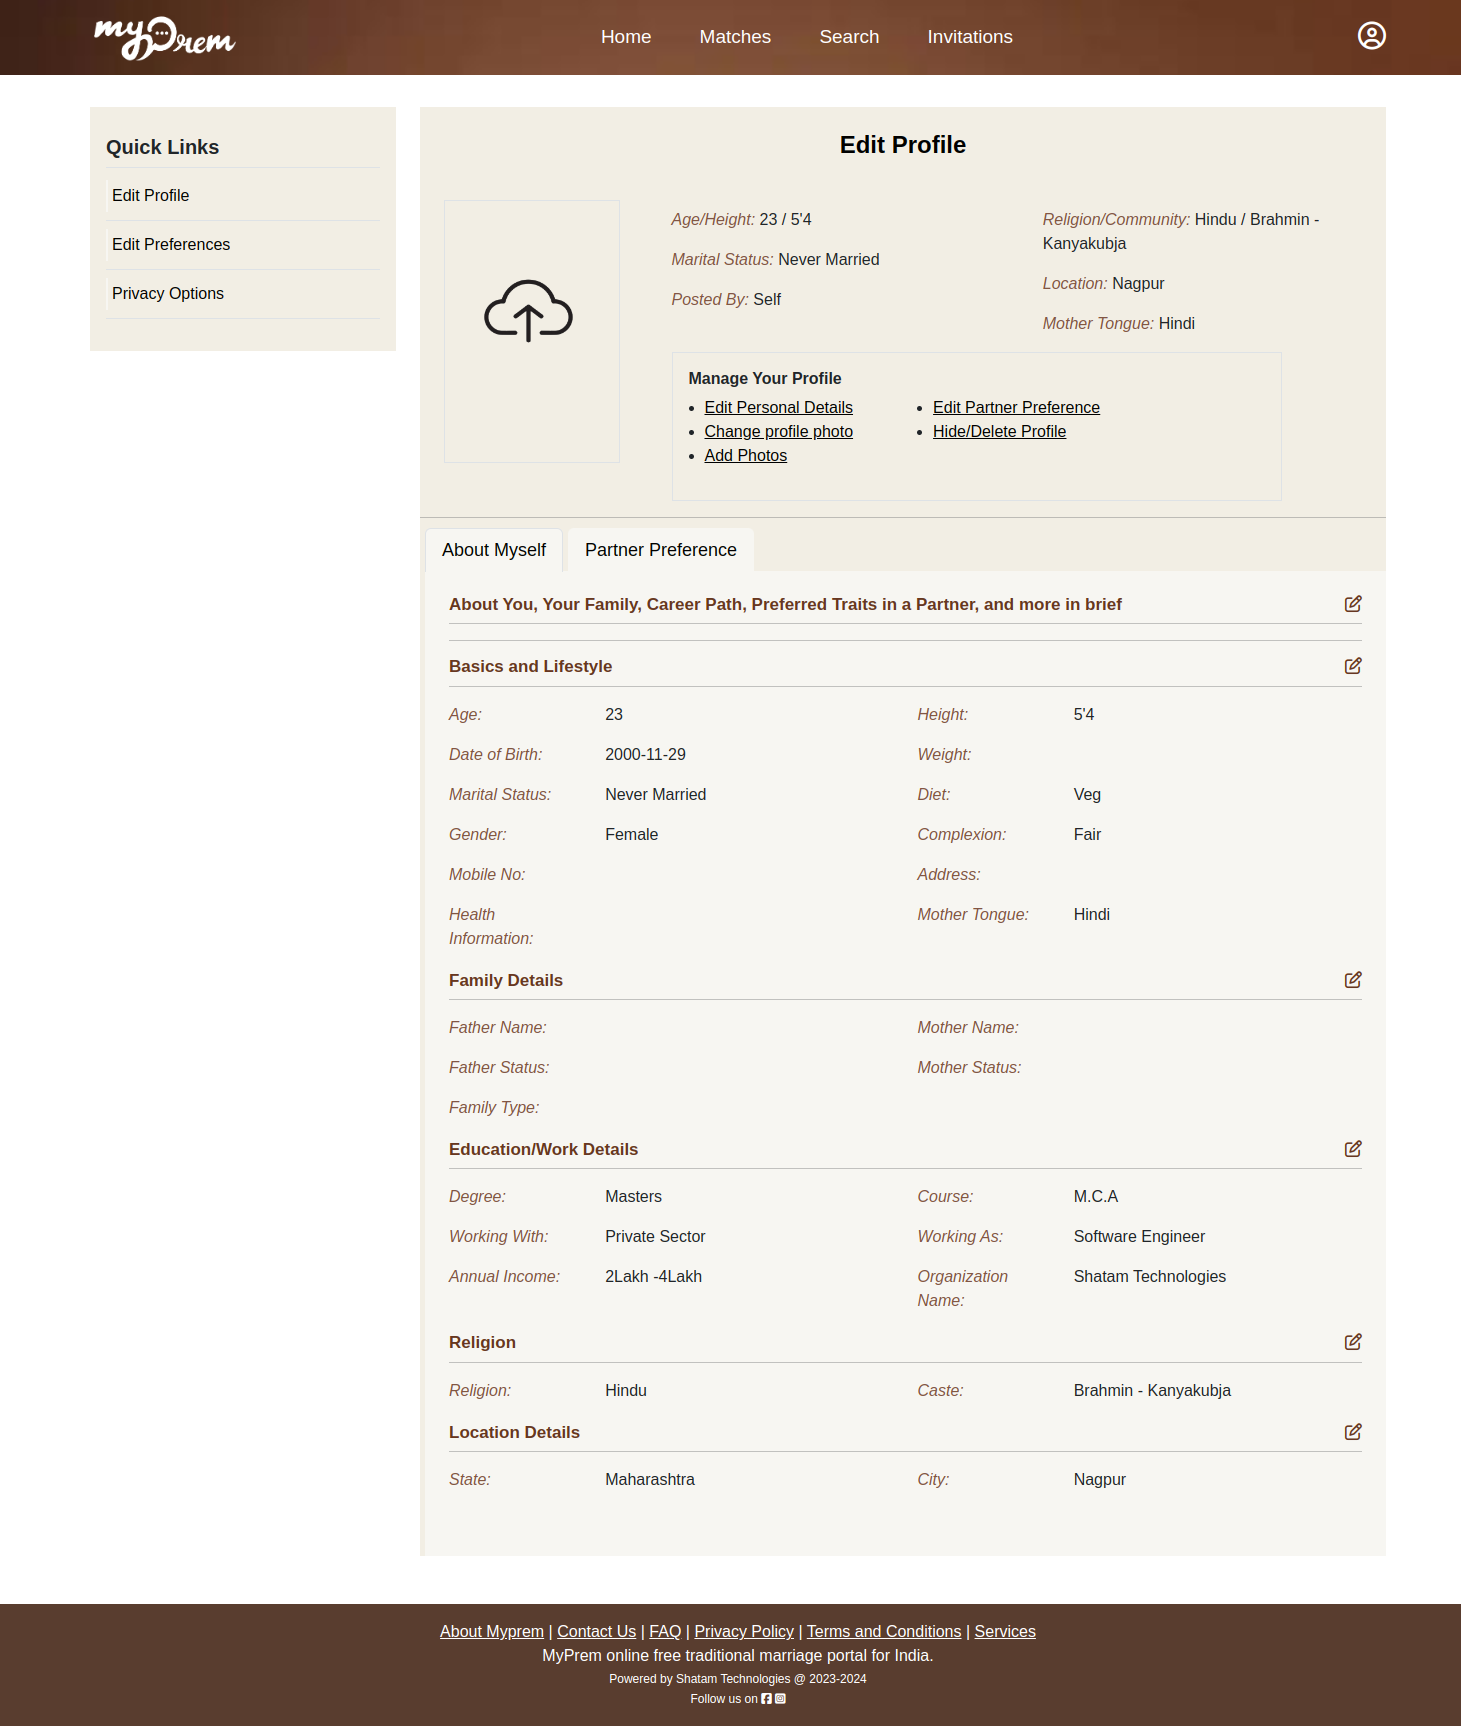 myPrem
Home Matches Search Invitations
Quick Links
Edit Profile
Edit Preferences
Privacy Options
Edit Profile
Age/Height: 23 / 5'4
Marital Status: Never Married
Posted By: Self
Religion/Community: Hindu / Brahmin -
Kanyakubja
Location: Nagpur
Mother Tongue: Hindi
Manage Your Profile
Edit Personal Details
Change profile photo
Add Photos
Edit Partner Preference
Hide/Delete Profile
About Myself Partner Preference
About You, Your Family, Career Path, Preferred Traits in a Partner, and more in brief
Basics and Lifestyle
Age: 23 Height: 5'4
Date of Birth: 2000-11-29 Weight:
Marital Status: Never Married Diet: Veg
Gender: Female Complexion: Fair
Mobile No: Address:
Health
Information:
Mother Tongue: Hindi
Family Details
Father Name: Mother Name:
Father Status: Mother Status:
Family Type:
Education/Work Details
Degree: Masters Course: M.C.A
Working With: Private Sector Working As: Software Engineer
Annual Income: 2Lakh -4Lakh
Organization
Name:
Shatam Technologies
Religion
Religion: Hindu Caste: Brahmin - Kanyakubja
Location Details
State: Maharashtra City: Nagpur
About Myprem | Contact Us | FAQ | Privacy Policy | Terms and Conditions | Services
MyPrem online free traditional marriage portal for India.
Powered by Shatam Technologies @ 2023-2024
Follow us on